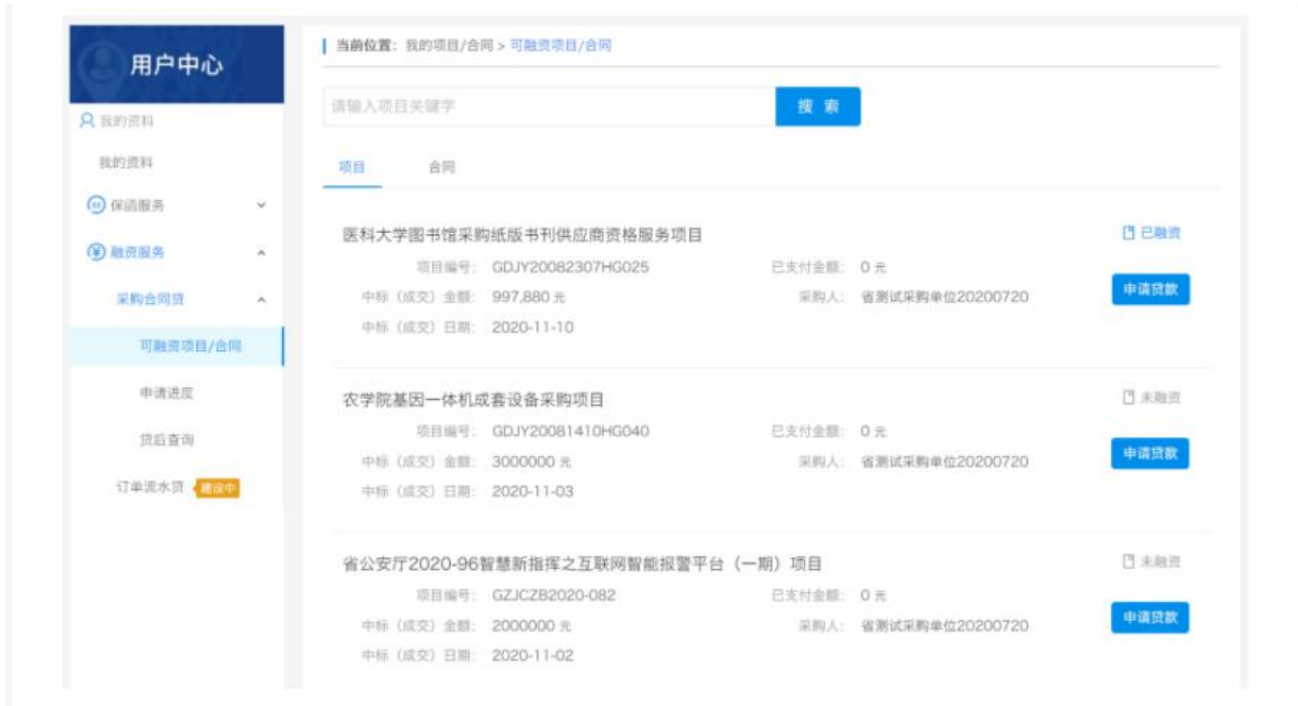 用户中心
我的资料
我的资料
保函服务
融资服务
采购合同贷
可融资项目/合同
申请进度
贷后查询
订单流水贷 建设中
当前位置：我的项目/合同 > 可融资项目/合同
请输入项目关键字 搜 索
项目 合同
医科大学图书馆采购纸版书刊供应商资格服务项目 已融资
项目编号： GDJY20082307HG025 已支付金额： 0 元
中标（成交）金额： 997,880 元 采购人： 省测试采购单位20200720 申请贷款
中标（成交）日期： 2020-11-10
农学院基因一体机成套设备采购项目 未融资
项目编号： GDJY20081410HG040 已支付金额： 0 元
中标（成交）金额： 3000000 元 采购人： 省测试采购单位20200720 申请贷款
中标（成交）日期： 2020-11-03
省公安厅2020-96智慧新指挥之互联网智能报警平台（一期）项目 未融资
项目编号： GZJCZB2020-082 已支付金额： 0 元
中标（成交）金额： 2000000 元 采购人： 省测试采购单位20200720 申请贷款
中标（成交）日期： 2020-11-02